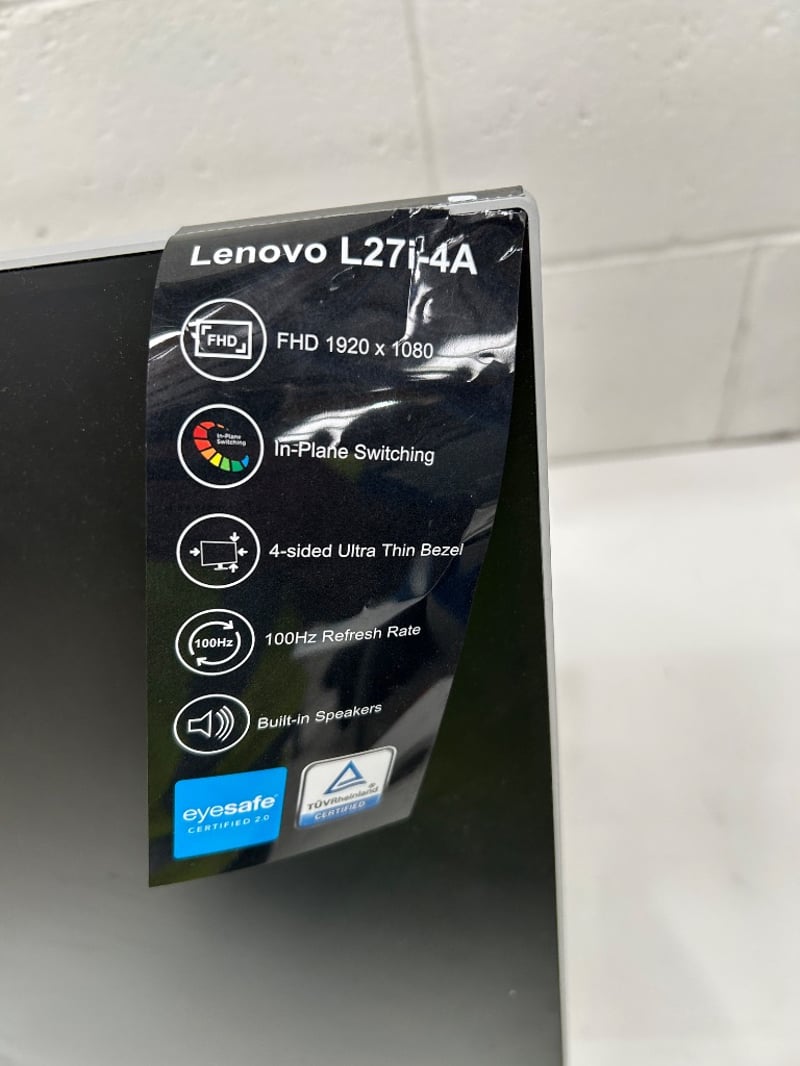 Lenovo L27i-4A
FHD
FHD 1920 x 1080
In-Plane
Switching
In-Plane Switching
4-sided Ultra Thin Bezel
100Hz
100Hz Refresh Rate
Built-in Speakers
eyesafe
CERTIFIED 2.0
TÜVRheinland
CERTIFIED